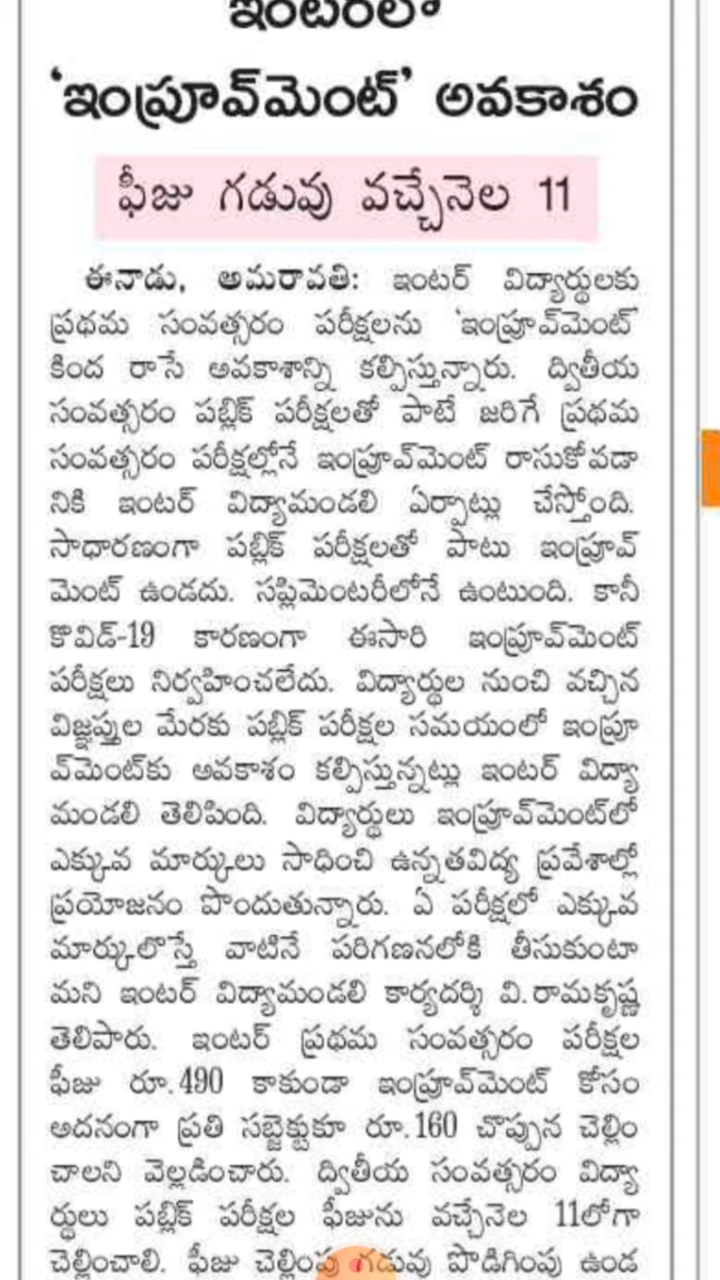 ఇంటర్‌లో
‘ఇంప్రూవ్‌మెంట్’ అవకాశం
ఫీజు గడువు వచ్చేనెల 11
ఈనాడు, అమరావతి: ఇంటర్ విద్యార్థులకు
ప్రథమ సంవత్సరం పరీక్షలను 'ఇంప్రూవ్‌మెంట్'
కింద రాసే అవకాశాన్ని కల్పిస్తున్నారు. ద్వితీయ
సంవత్సరం పబ్లిక్ పరీక్షలతో పాటే జరిగే ప్రథమ
సంవత్సరం పరీక్షల్లోనే ఇంప్రూవ్‌మెంట్ రాసుకోవడా
నికి ఇంటర్ విద్యామండలి ఏర్పాట్లు చేస్తోంది.
సాధారణంగా పబ్లిక్ పరీక్షలతో పాటు ఇంప్రూవ్
మెంట్ ఉండదు. సప్లిమెంటరీలోనే ఉంటుంది. కానీ
కొవిడ్-19 కారణంగా ఈసారి ఇంప్రూవ్‌మెంట్
పరీక్షలు నిర్వహించలేదు. విద్యార్థుల నుంచి వచ్చిన
విజ్ఞప్తుల మేరకు పబ్లిక్ పరీక్షల సమయంలో ఇంప్రూ
వ్‌మెంట్‌కు అవకాశం కల్పిస్తున్నట్లు ఇంటర్ విద్యా
మండలి తెలిపింది. విద్యార్థులు ఇంప్రూవ్‌మెంట్‌లో
ఎక్కువ మార్కులు సాధించి ఉన్నతవిద్య ప్రవేశాల్లో
ప్రయోజనం పొందుతున్నారు. ఏ పరీక్షలో ఎక్కువ
మార్కులొస్తే వాటినే పరిగణనలోకి తీసుకుంటా
మని ఇంటర్ విద్యామండలి కార్యదర్శి వి.రామకృష్ణ
తెలిపారు. ఇంటర్ ప్రథమ సంవత్సరం పరీక్షల
ఫీజు రూ.490 కాకుండా ఇంప్రూవ్‌మెంట్ కోసం
అదనంగా ప్రతి సబ్జెక్టుకూ రూ.160 చొప్పున చెల్లిం
చాలని వెల్లడించారు. ద్వితీయ సంవత్సరం విద్యా
ర్థులు పబ్లిక్ పరీక్షల ఫీజును వచ్చేనెల 11లోగా
చెల్లించాలి. ఫీజు చెల్లింపు గడువు పొడిగింపు ఉండ